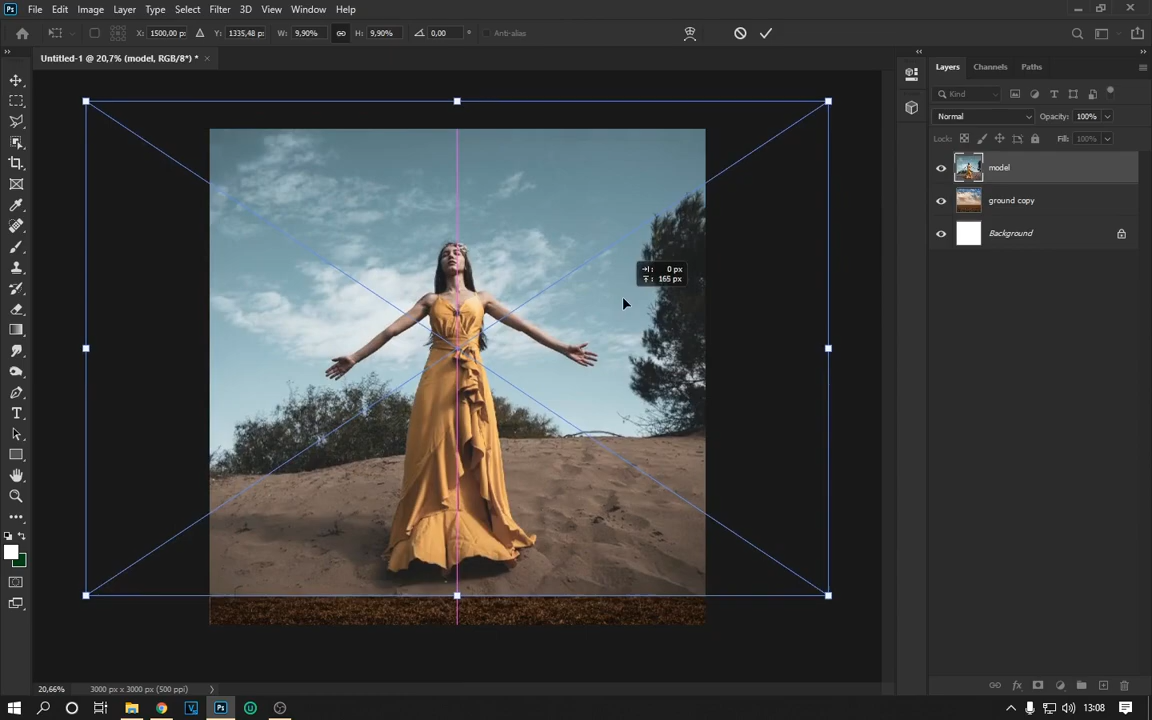 Ps File Edit Image Layer Type Select Filter 3D View Window Help
X: 1500,00 px Y: 1335,48 px W: 9,90% H: 9,90% 0,00 ° Anti-alias
Untitled-1 @ 20,7% (model, RGB/8*) * ×
Layers Channels Paths
Kind
Normal Opacity: 100%
Lock: Fill: 100%
model
ground copy
Background
: 0 px
: 165 px
T
20,66% 3000 px x 3000 px (500 ppi)
Ps 13:08